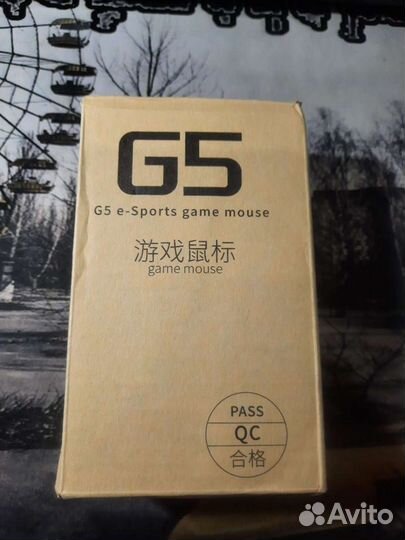 G5
G5 e-Sports game mouse
游戏鼠标
game mouse
PASS
QC
合格
Avito